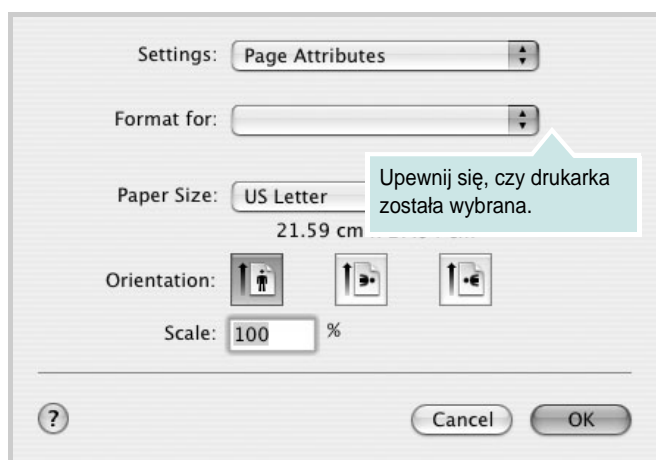 Settings: Page Attributes
Format for:
Upewnij się, czy drukarka
została wybrana.
Paper Size: US Letter
21.59 cm
Orientation:
Scale: 100 %
? Cancel OK